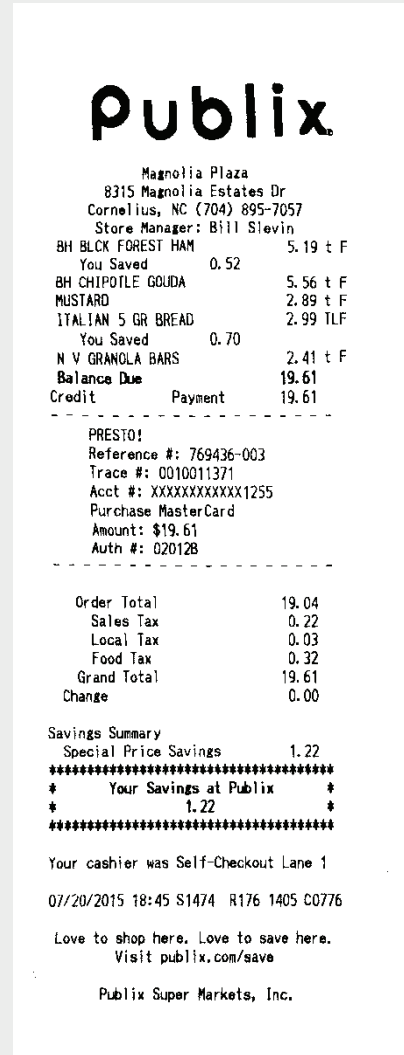 Publix.
Magnolia Plaza
8315 Magnolia Estates Dr
Cornelius, NC (704) 895-7057
Store Manager: Bill Slevin
BH BLCK FOREST HAM 5.19 t F
You Saved 0.52
BH CHIPOTLE GOUDA 5.56 t F
MUSTARD 2.89 t F
ITALIAN 5 GR BREAD 2.99 TLF
You Saved 0.70
N V GRANOLA BARS 2.41 t F
Balance Due 19.61
Credit Payment 19.61
- - - - - - - - - - - - - - - - - - -
PRESTO!
Reference #: 769436-003
Trace #: 0010011371
Acct #: XXXXXXXXXXXX1255
Purchase MasterCard
Amount: $19.61
Auth #: 02012B
- - - - - - - - - - - - - - - - - - -
Order Total 19.04
Sales Tax 0.22
Local Tax 0.03
Food Tax 0.32
Grand Total 19.61
Change 0.00
Savings Summary
Special Price Savings 1.22
**************************************
* Your Savings at Publix *
* 1.22 *
**************************************
Your cashier was Self-Checkout Lane 1
07/20/2015 18:45 S1474 R176 1405 C0776
Love to shop here. Love to save here.
Visit publix.com/save
Publix Super Markets, Inc.